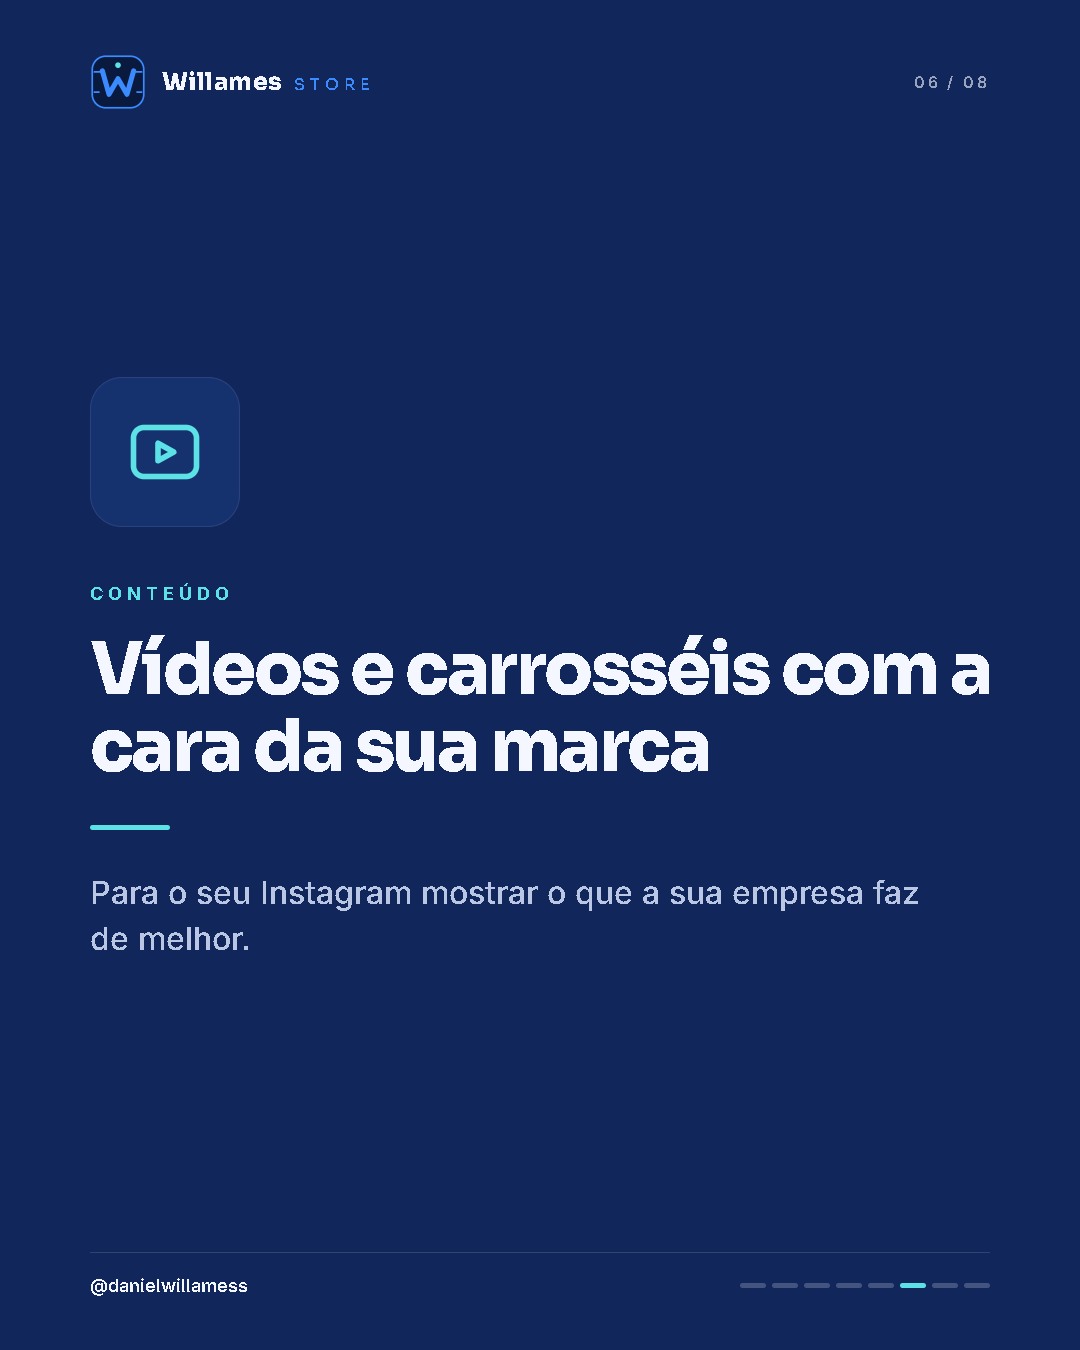 Willames STORE
06 / 08
CONTEÚDO
Vídeos e carrosséis com a
cara da sua marca
Para o seu Instagram mostrar o que a sua empresa faz
de melhor.
@danielwillamess